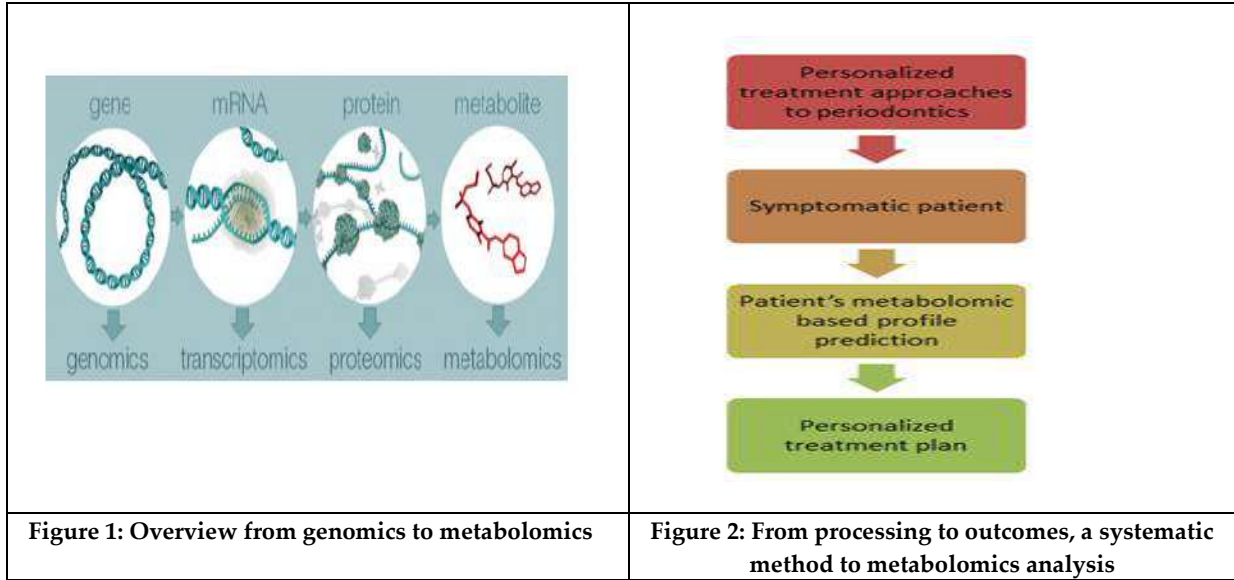 gene mRNA protein metabolite
genomics transcriptomics proteomics metabolomics
Figure 1: Overview from genomics to metabolomics
Personalized
treatment approaches
to periodontics
Symptomatic patient
Patient's metabolomic
based profile
prediction
Personalized
treatment plan
Figure 2: From processing to outcomes, a systematic
method to metabolomics analysis